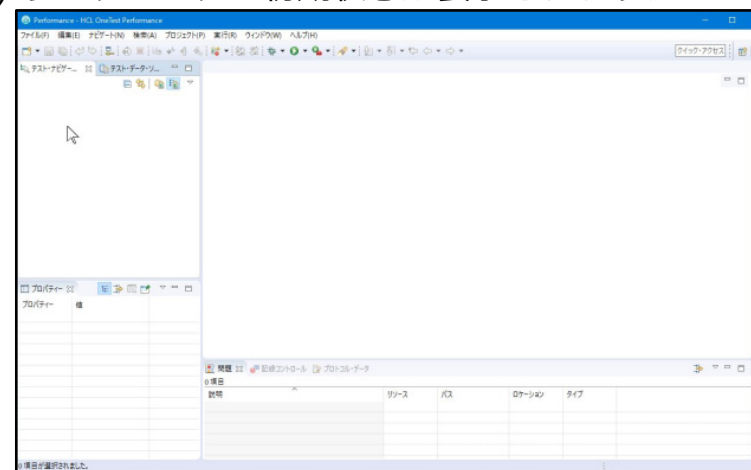 Performance - HCL OneTest Performance
ファイル(F) 編集(E) ナビゲート(N) 検索(A) プロジェクト(P) 実行(R) ウィンドウ(W) ヘルプ(H)
クイック・アクセス
テスト・ナビゲー... テスト・データ・ソ...
プロパティー
プロパティー 値
問題 記録コントロール プロトコル・データ
0 項目
説明 リソース パス ロケーション タイプ
0 項目が選択されました。